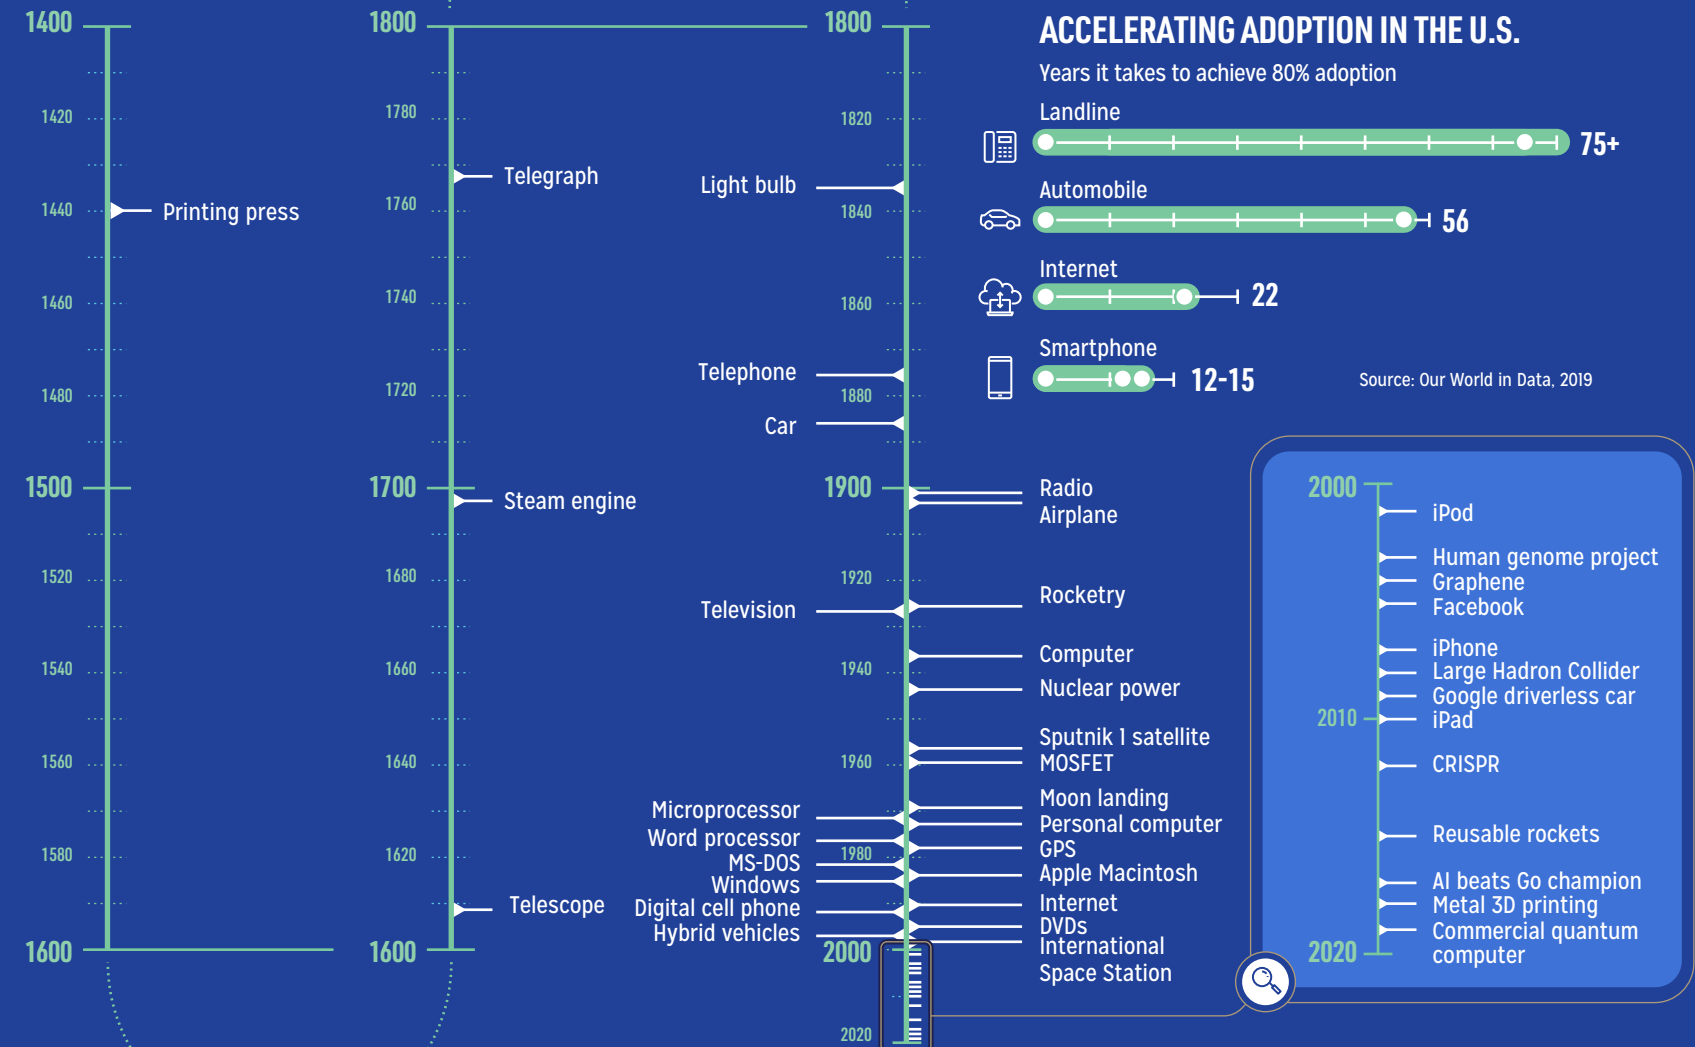 1400
1420
1440
Printing press
1460
1480
1500
1520
1540
1560
1580
1600
1800
1780
Telegraph
1760
1740
1720
1700
Steam engine
1680
1660
1640
1620
Telescope
1600
1800
1820
Light bulb
1840
1860
Telephone
1880
Car
1900
Radio
Airplane
1920
Rocketry
Television
Computer
1940
Nuclear power
Sputnik 1 satellite
1960
MOSFET
Moon landing
Microprocessor
Personal computer
Word processor
GPS
1980
MS-DOS
Apple Macintosh
Windows
Internet
Digital cell phone
DVDs
Hybrid vehicles
International
Space Station
2000
2020
ACCELERATING ADOPTION IN THE U.S.
Years it takes to achieve 80% adoption
Landline
75+
Automobile
56
Internet
22
Smartphone
12-15
Source: Our World in Data, 2019
2000
iPod
Human genome project
Graphene
Facebook
iPhone
Large Hadron Collider
Google driverless car
2010
iPad
CRISPR
Reusable rockets
AI beats Go champion
Metal 3D printing
Commercial quantum
computer
2020